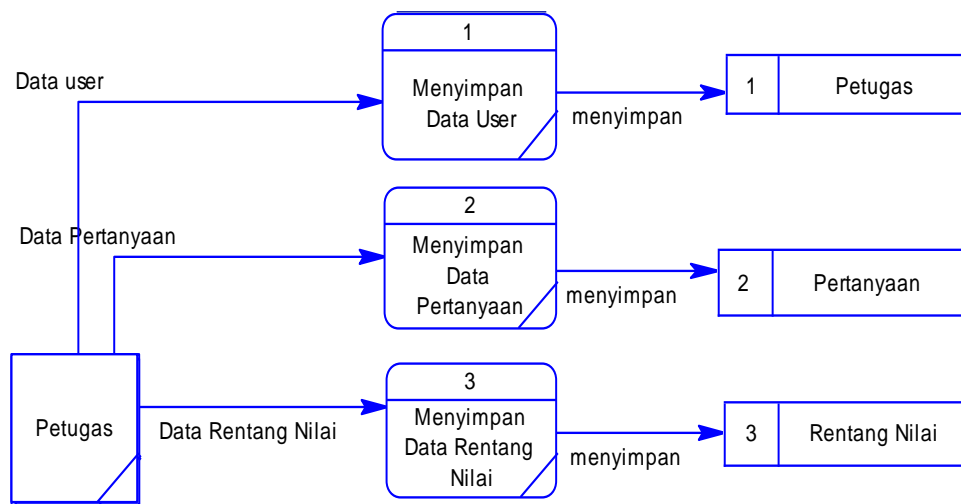 1
Data user
Menyimpan
Data User
menyimpan
1
Petugas
2
Data Pertanyaan
Menyimpan
Data
Pertanyaan
menyimpan
2
Pertanyaan
3
Petugas
Data Rentang Nilai
Menyimpan
Data Rentang
Nilai
menyimpan
3
Rentang Nilai